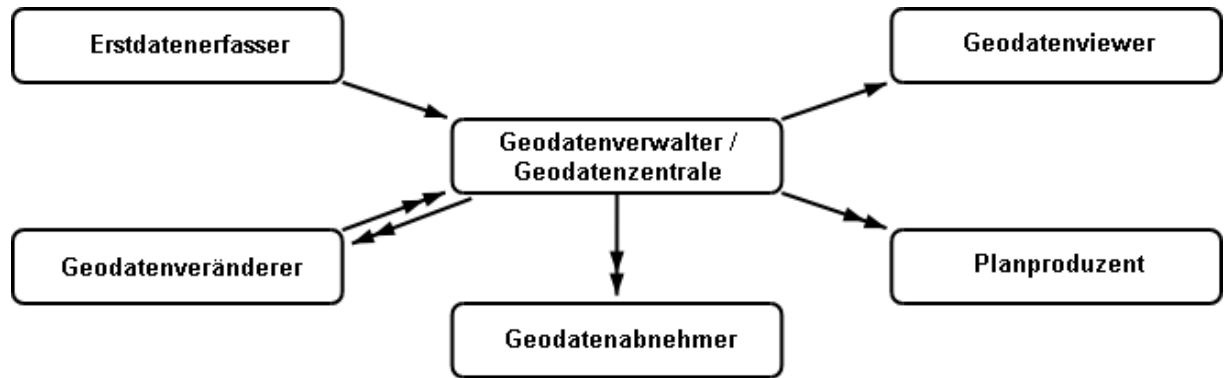 Erstdatenerfasser
Geodatenviewer
Geodatenverwalter /
Geodatenzentrale
Geodatenveränderer
Planproduzent
Geodatenabnehmer